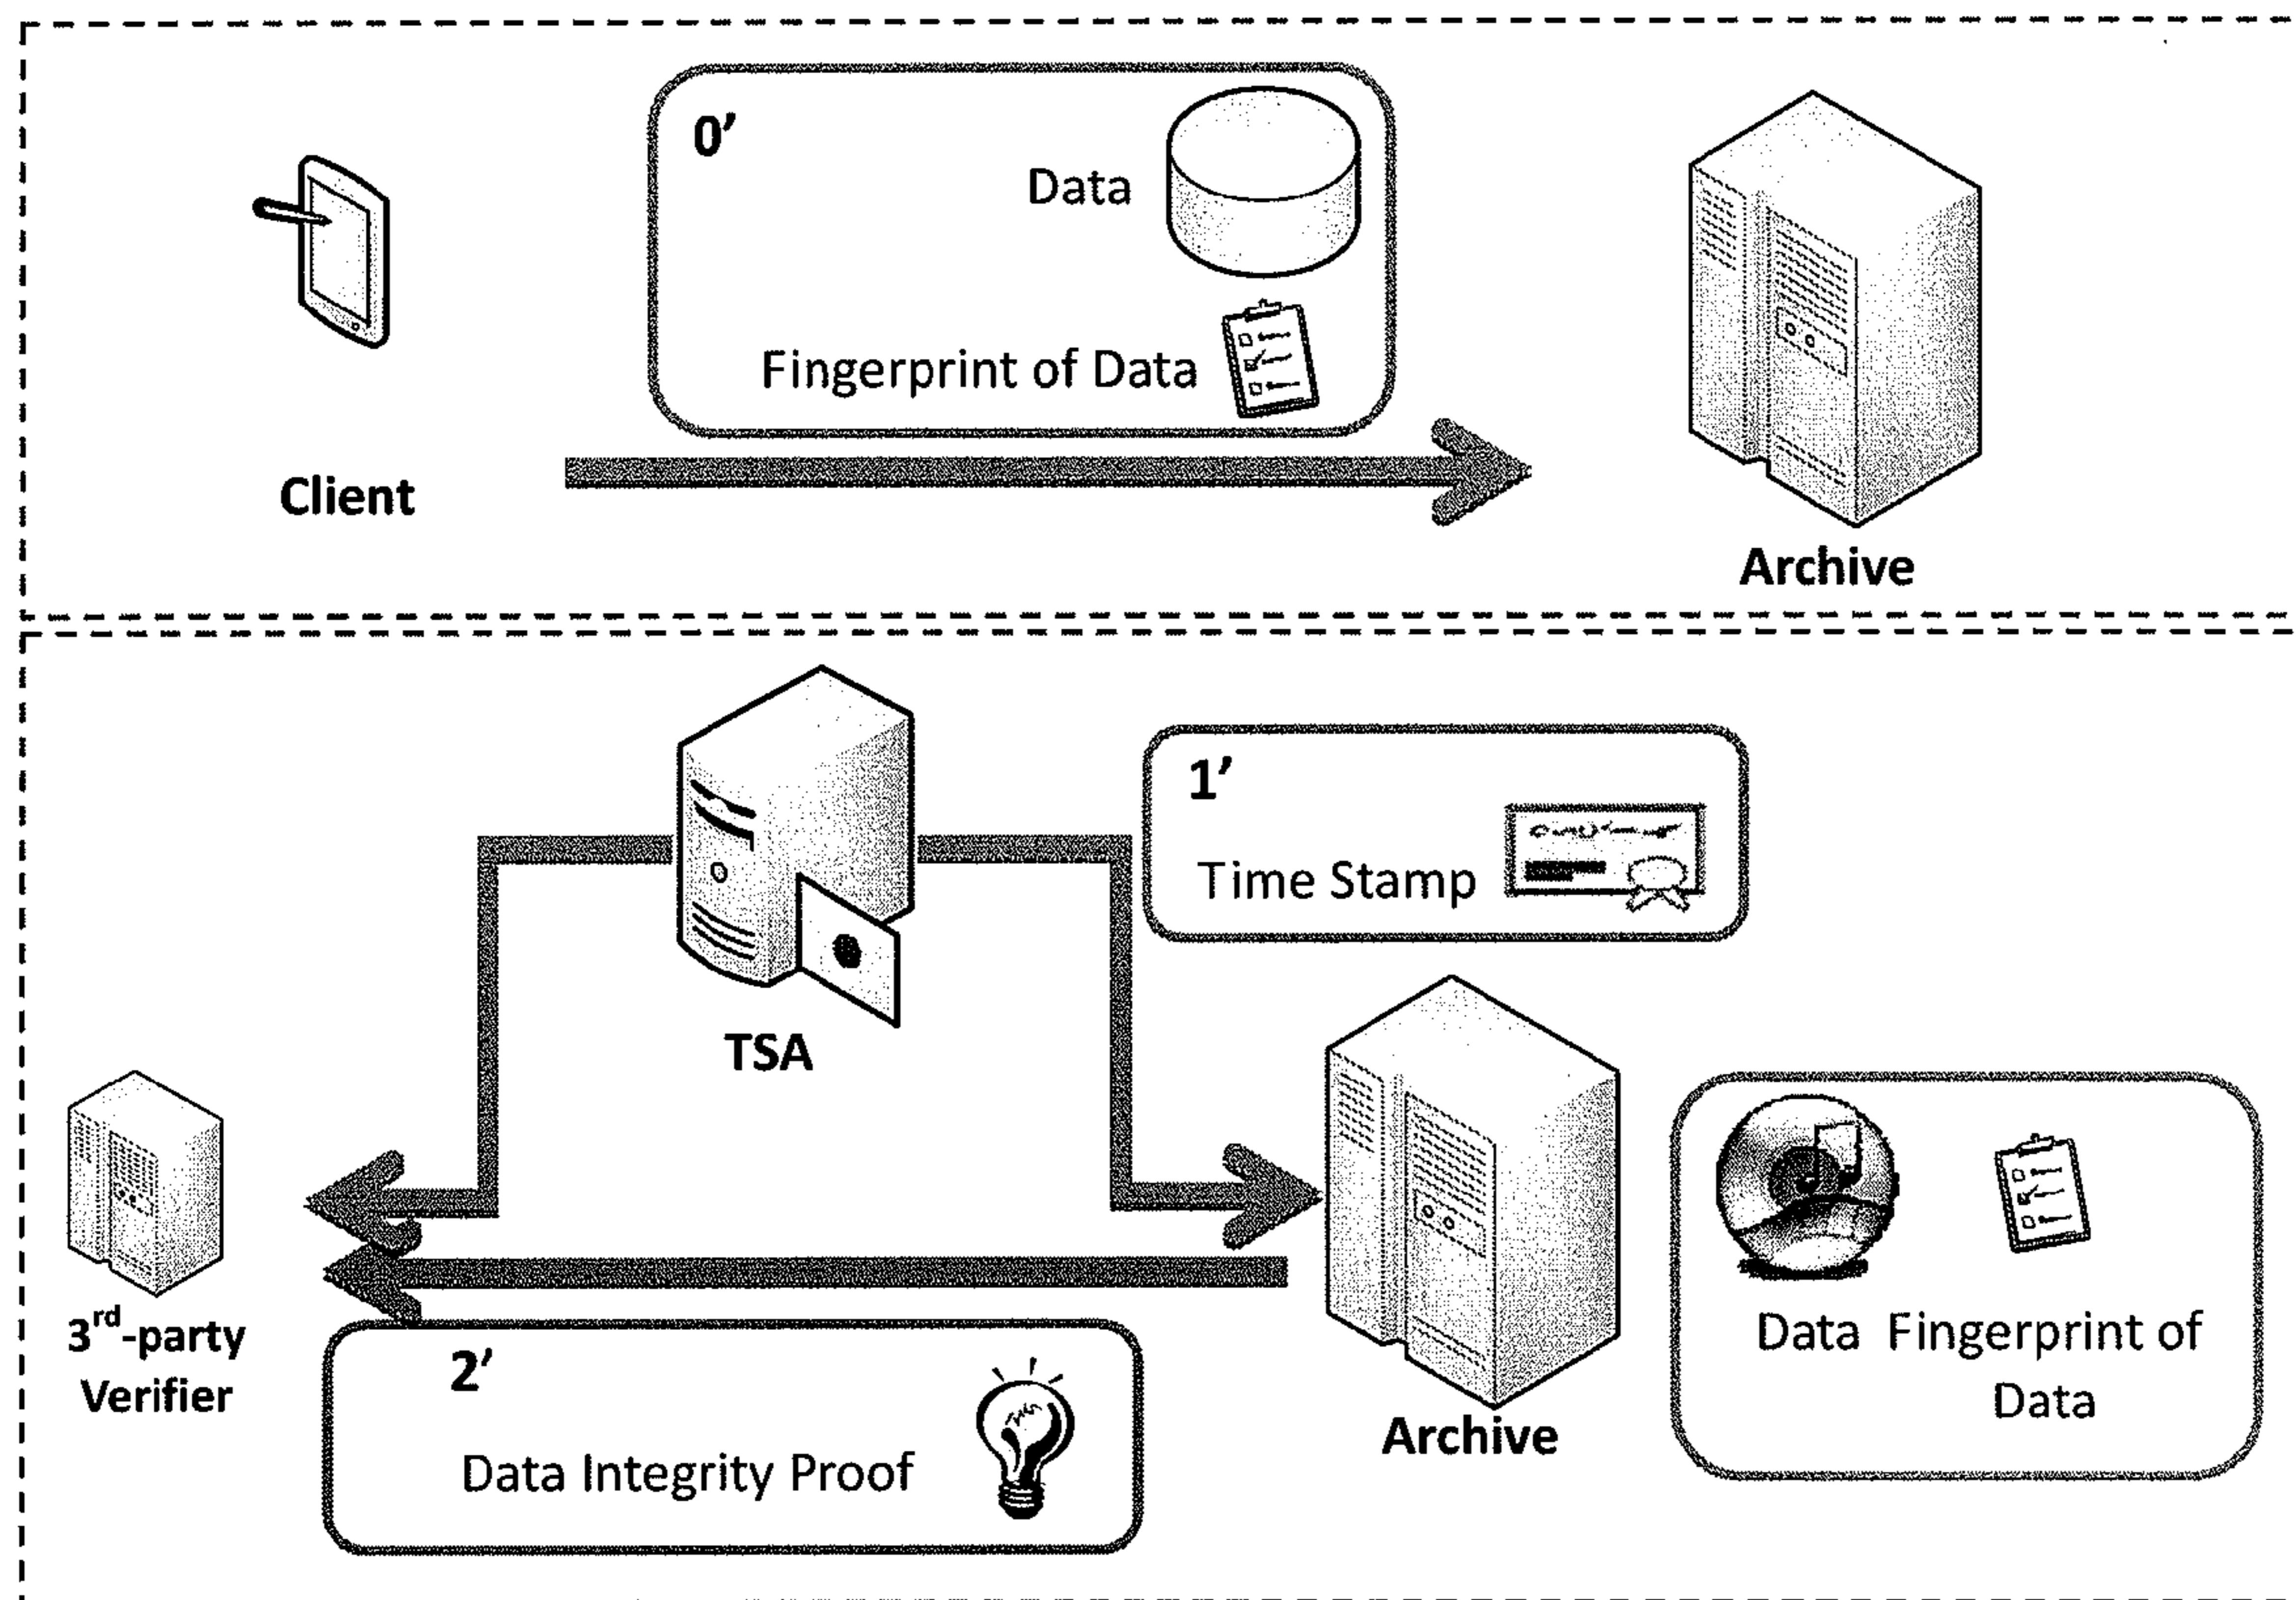 0′
Data
Fingerprint of Data
Client
Archive
1′
Time Stamp
TSA
3rd-party
Verifier
2′
Data Integrity Proof
Archive
Data Fingerprint of
Data